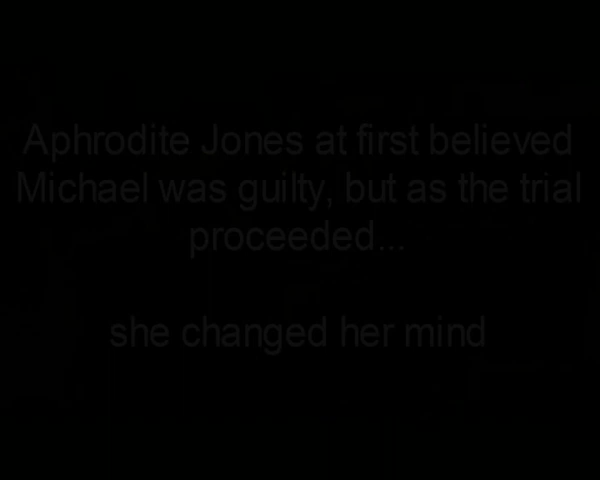 Aphrodite Jones at first believed
Michael was guilty, but as the trial
proceeded...
she changed her mind